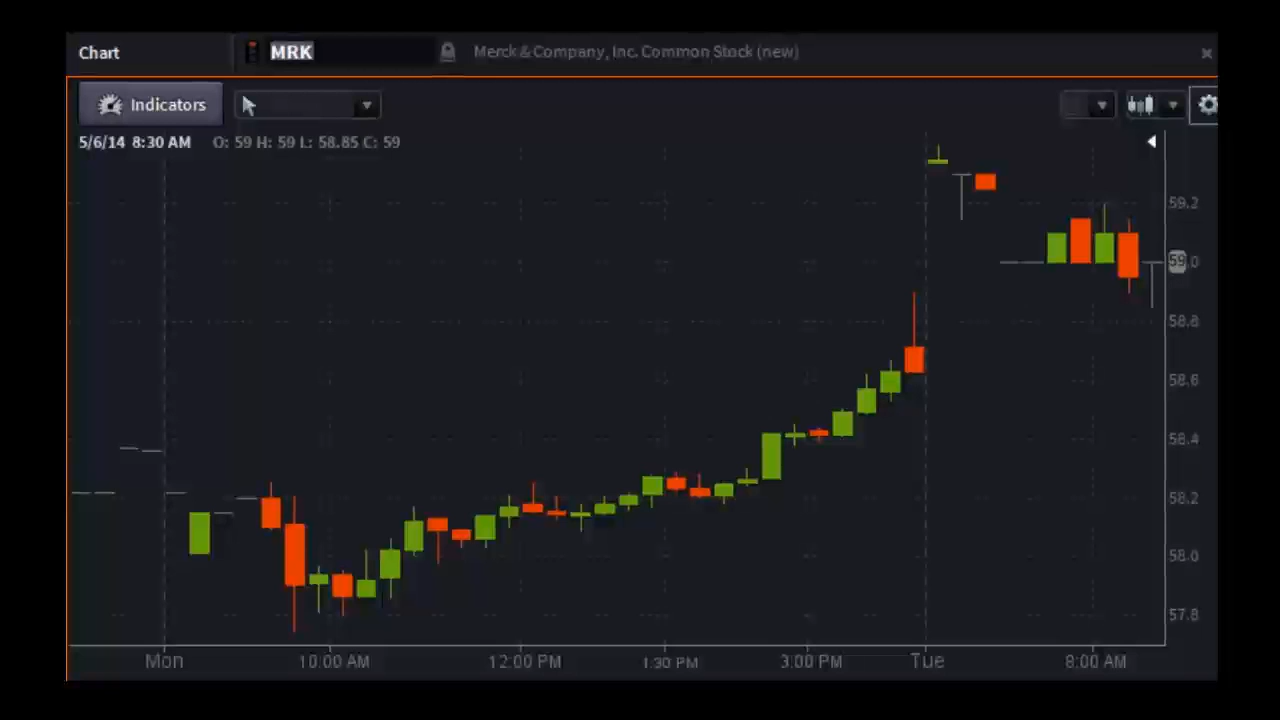 Chart MRK Merck & Company, Inc. Common Stock (new)
Indicators
5/6/14 8:30 AM O: 59 H: 59 L: 58.85 C: 59
59.2
59.0
58.8
58.6
58.4
58.2
58.0
57.8
Mon 10:00 AM 12:00 PM 1:30 PM 3:00 PM Tue 8:00 AM